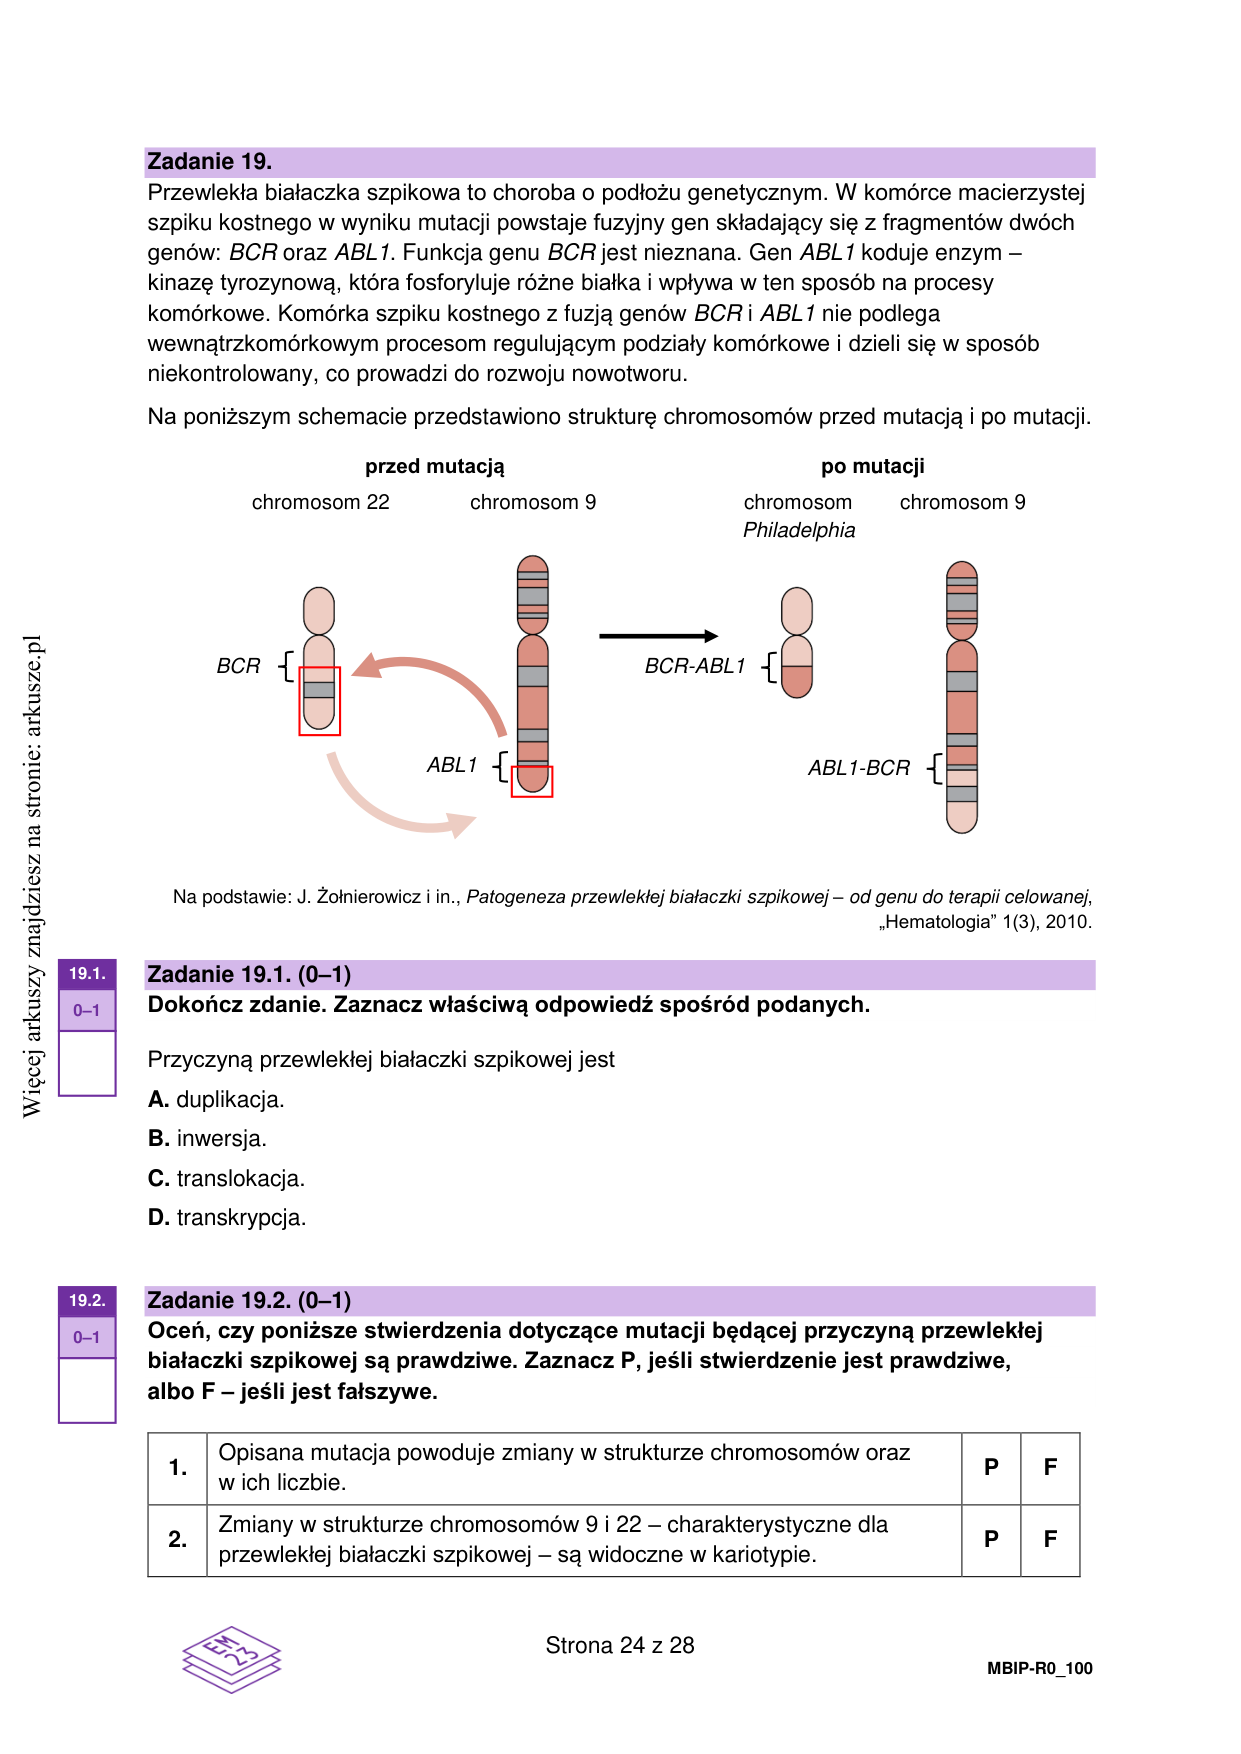 Zadanie 19.
Przewlekła białaczka szpikowa to choroba o podłożu genetycznym. W komórce macierzystej
szpiku kostnego w wyniku mutacji powstaje fuzyjny gen składający się z fragmentów dwóch
genów: BCR oraz ABL1. Funkcja genu BCR jest nieznana. Gen ABL1 koduje enzym –
kinazę tyrozynową, która fosforyluje różne białka i wpływa w ten sposób na procesy
komórkowe. Komórka szpiku kostnego z fuzją genów BCR i ABL1 nie podlega
wewnątrzkomórkowym procesom regulującym podziały komórkowe i dzieli się w sposób
niekontrolowany, co prowadzi do rozwoju nowotworu.
Na poniższym schemacie przedstawiono strukturę chromosomów przed mutacją i po mutacji.
przed mutacją po mutacji
chromosom 22 chromosom 9 chromosom chromosom 9
Philadelphia
BCR BCR-ABL1
ABL1 ABL1-BCR
Na podstawie: J. Żołnierowicz i in., Patogeneza przewlekłej białaczki szpikowej – od genu do terapii celowanej,
„Hematologia” 1(3), 2010.
Więcej arkuszy znajdziesz na stronie: arkusze.pl
19.1.
0–1
Zadanie 19.1. (0–1)
Dokończ zdanie. Zaznacz właściwą odpowiedź spośród podanych.
Przyczyną przewlekłej białaczki szpikowej jest
A. duplikacja.
B. inwersja.
C. translokacja.
D. transkrypcja.
19.2.
0–1
Zadanie 19.2. (0–1)
Oceń, czy poniższe stwierdzenia dotyczące mutacji będącej przyczyną przewlekłej
białaczki szpikowej są prawdziwe. Zaznacz P, jeśli stwierdzenie jest prawdziwe,
albo F – jeśli jest fałszywe.
1. Opisana mutacja powoduje zmiany w strukturze chromosomów oraz P F
w ich liczbie.
2. Zmiany w strukturze chromosomów 9 i 22 – charakterystyczne dla P F
przewlekłej białaczki szpikowej – są widoczne w kariotypie.
EM
23
Strona 24 z 28
MBIP-R0_100